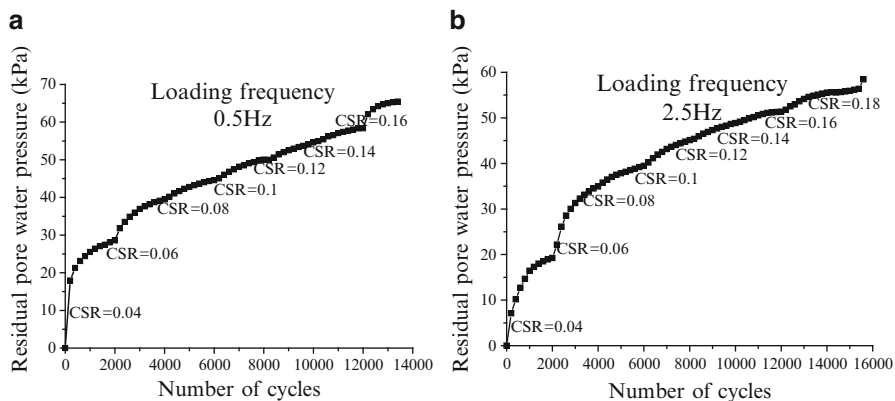 a
Residual pore water pressure (kPa)
70
60
50
40
30
20
10
0
Loading frequency
0.5Hz
CSR=0.04
CSR=0.06
CSR=0.08
CSR=0.1
CSR=0.12
CSR=0.14
CSR=0.16
0 2000 4000 6000 8000 10000 12000 14000
Number of cycles
b
Residual pore water pressure (kPa)
60
50
40
30
20
10
0
Loading frequency
2.5Hz
CSR=0.04
CSR=0.06
CSR=0.08
CSR=0.1
CSR=0.12
CSR=0.14
CSR=0.16
CSR=0.18
0 2000 4000 6000 8000 10000 12000 14000 16000
Number of cycles